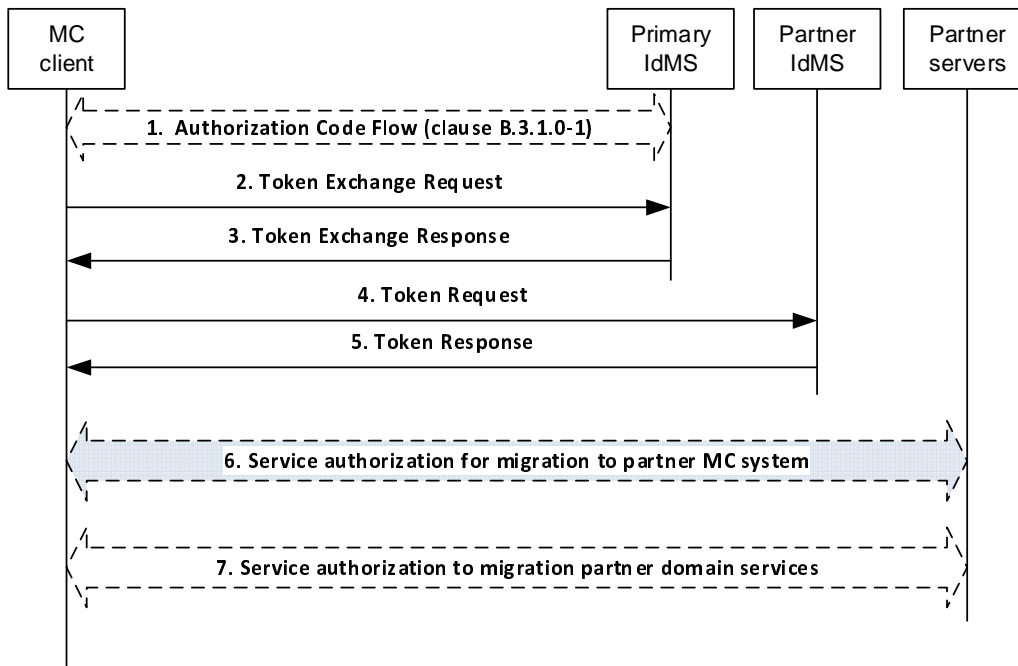 MC
client
Primary
IdMS
Partner
IdMS
Partner
servers
1. Authorization Code Flow (clause B.3.1.0-1)
2. Token Exchange Request
3. Token Exchange Response
4. Token Request
5. Token Response
6. Service authorization for migration to partner MC system
7. Service authorization to migration partner domain services